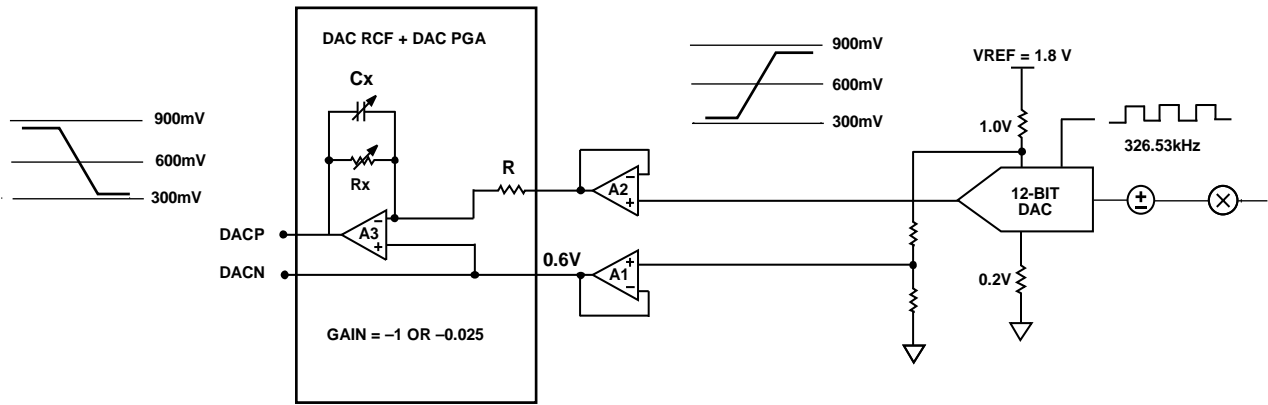 DAC RCF + DAC PGA
Cx
Rx
R
A3
A2
A1
DACP
DACN
0.6V
GAIN = –1 OR –0.025
900mV
600mV
300mV
900mV
600mV
300mV
VREF = 1.8 V
1.0V
326.53kHz
12-BIT
DAC
0.2V